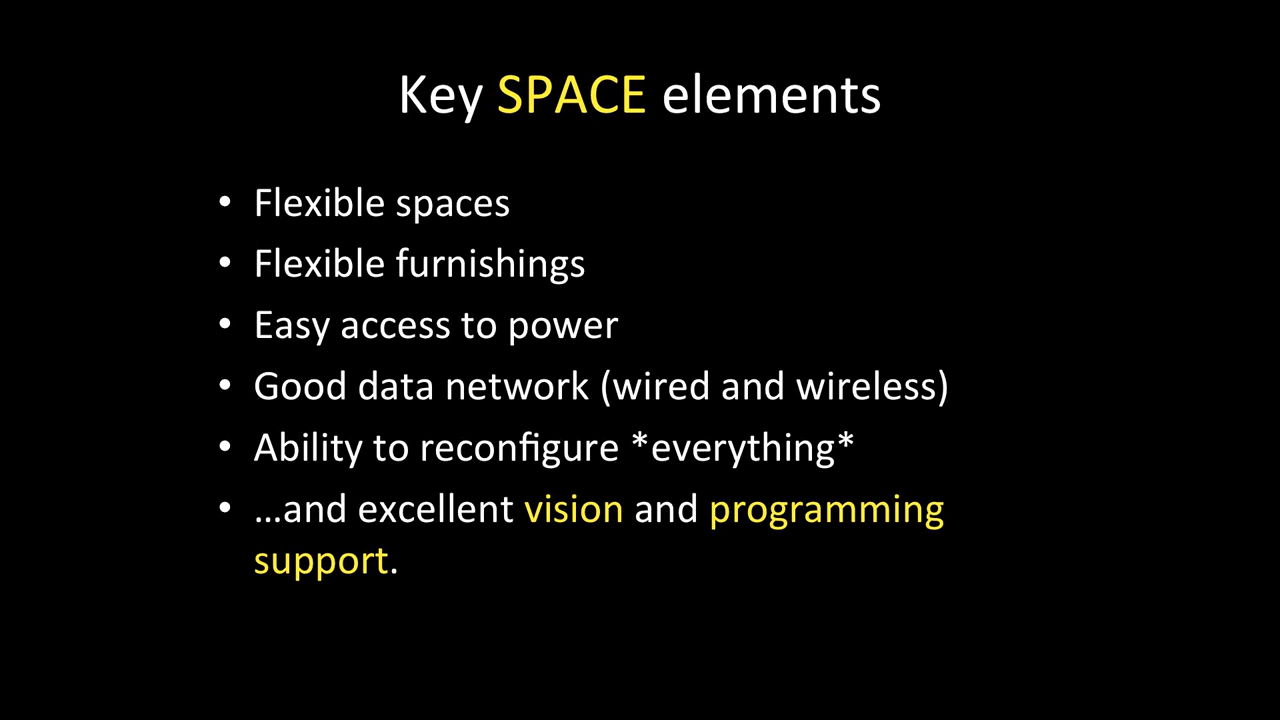 Key SPACE elements
• Flexible spaces
• Flexible furnishings
• Easy access to power
• Good data network (wired and wireless)
• Ability to reconfigure *everything*
• …and excellent vision and programming
support.